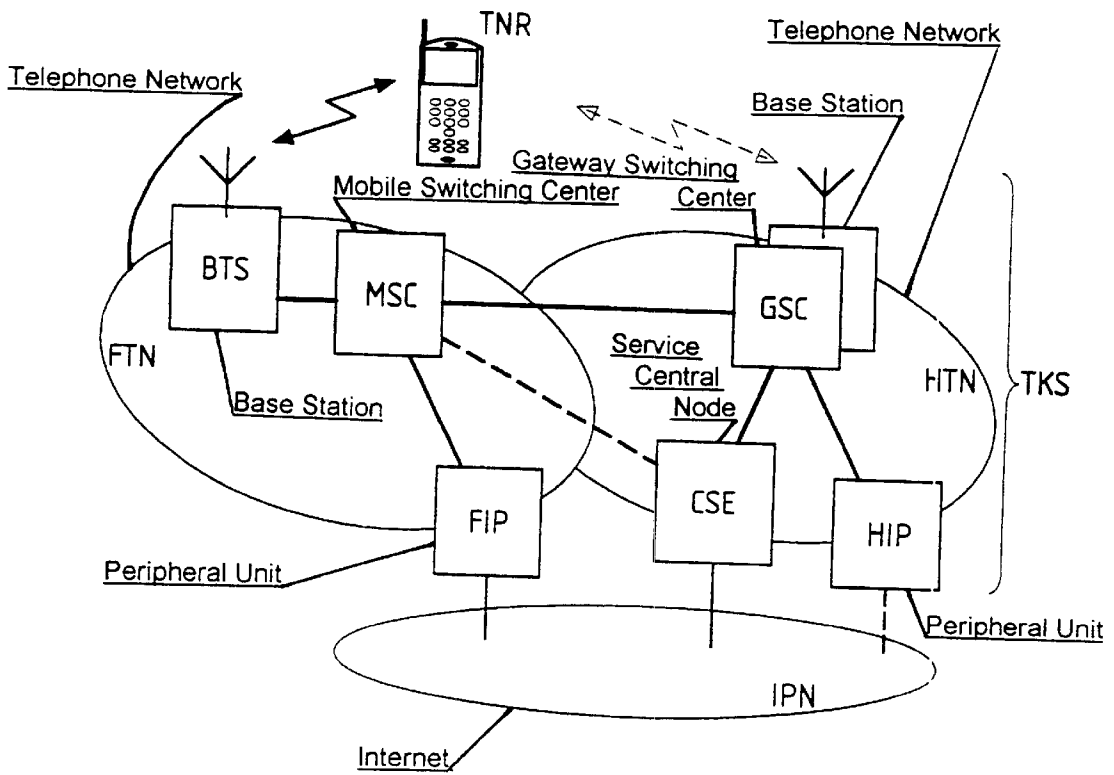 TNR
Telephone Network
Telephone Network
Base Station
Gateway Switching
Center
Mobile Switching Center
BTS
MSC
GSC
FTN
Service
Central
Node
HTN
TKS
Base Station
FIP
CSE
HIP
Peripheral Unit
Peripheral Unit
IPN
Internet